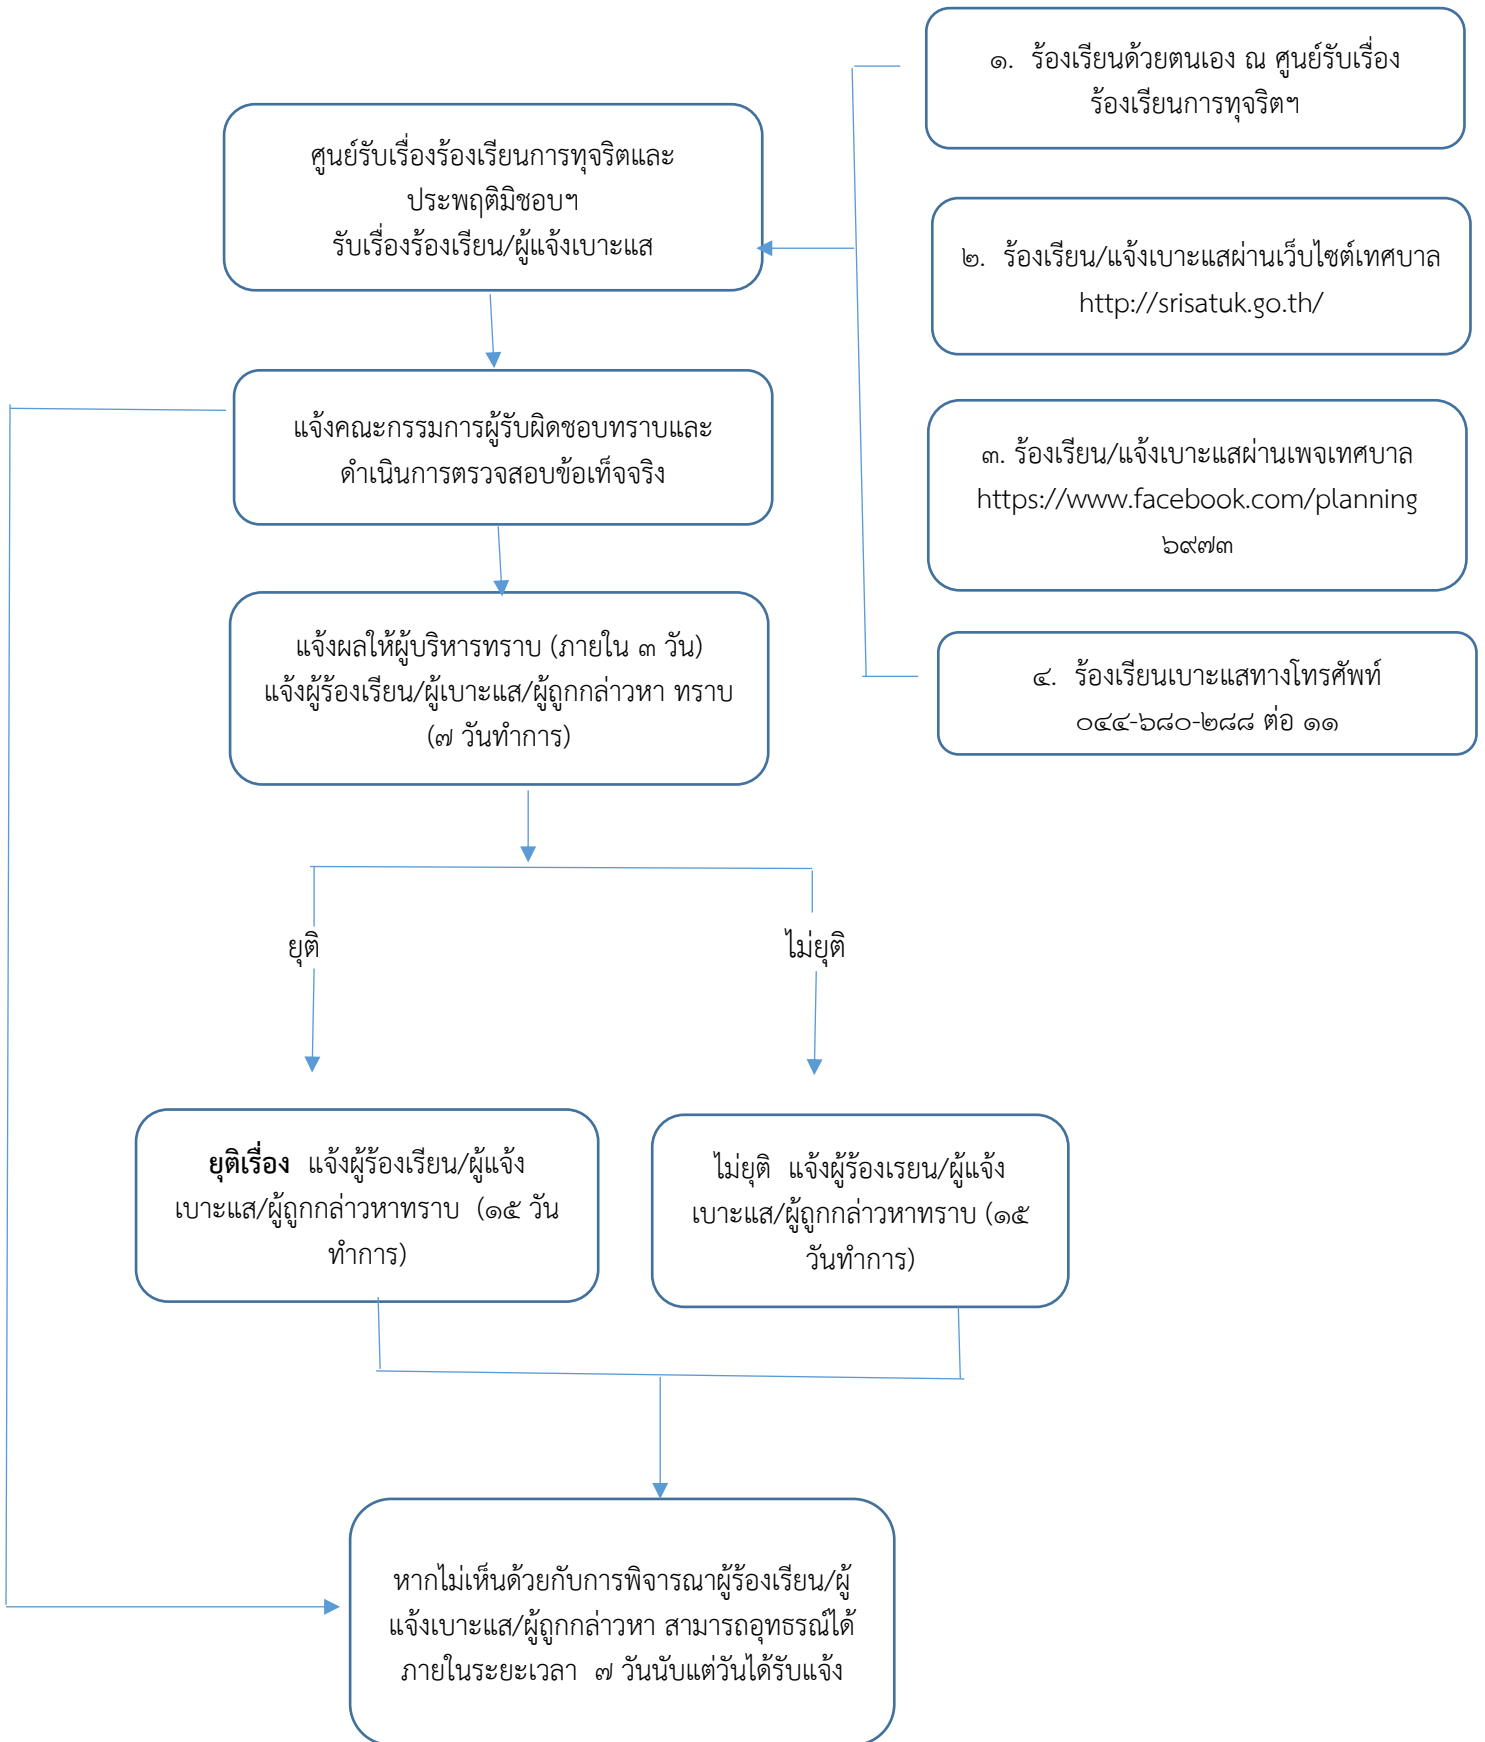 ๑. ร้องเรียนด้วยตนเอง ณ ศูนย์รับเรื่อง
ร้องเรียนการทุจริตฯ
ศูนย์รับเรื่องร้องเรียนการทุจริตและ
ประพฤติมิชอบฯ
รับเรื่องร้องเรียน/ผู้แจ้งเบาะแส
๒. ร้องเรียน/แจ้งเบาะแสผ่านเว็บไซต์เทศบาล
http://srisatuk.go.th/
แจ้งคณะกรรมการผู้รับผิดชอบทราบและ
ดำเนินการตรวจสอบข้อเท็จจริง
๓. ร้องเรียน/แจ้งเบาะแสผ่านเพจเทศบาล
https://www.facebook.com/planning
๖๙๗๓
แจ้งผลให้ผู้บริหารทราบ (ภายใน ๓ วัน)
แจ้งผู้ร้องเรียน/ผู้เบาะแส/ผู้ถูกกล่าวหา ทราบ
(๗ วันทำการ)
๔. ร้องเรียนเบาะแสทางโทรศัพท์
๐๔๔-๖๘๐-๒๘๘ ต่อ ๑๑
ยุติ
ไม่ยุติ
ยุติเรื่อง แจ้งผู้ร้องเรียน/ผู้แจ้ง
เบาะแส/ผู้ถูกกล่าวหาทราบ (๑๕ วัน
ทำการ)
ไม่ยุติ แจ้งผู้ร้องเรยน/ผู้แจ้ง
เบาะแส/ผู้ถูกกล่าวหาทราบ (๑๕
วันทำการ)
หากไม่เห็นด้วยกับการพิจารณาผู้ร้องเรียน/ผู้
แจ้งเบาะแส/ผู้ถูกกล่าวหา สามารถอุทธรณ์ได้
ภายในระยะเวลา ๗ วันนับแต่วันได้รับแจ้ง